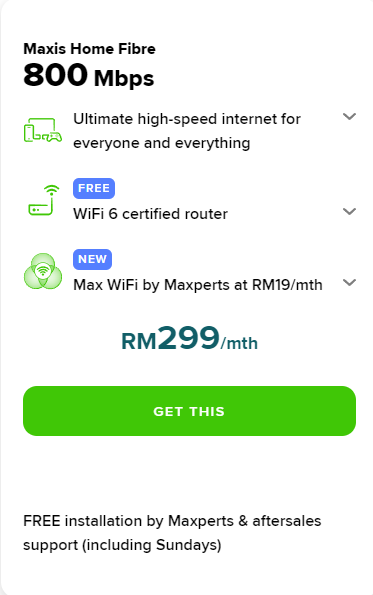 Maxis Home Fibre
800 Mbps
Ultimate high-speed internet for
everyone and everything
FREE
WiFi 6 certified router
NEW
Max WiFi by Maxperts at RM19/mth
RM299/mth
GET THIS
FREE installation by Maxperts & aftersales
support (including Sundays)